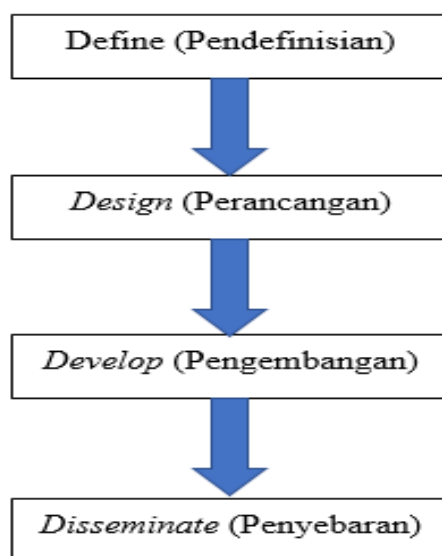 Define (Pendefinisian)
Design (Perancangan)
Develop (Pengembangan)
Disseminate (Penyebaran)